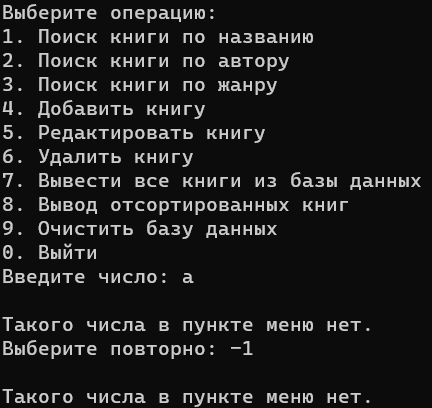 Выберите операцию:
1. Поиск книги по названию
2. Поиск книги по автору
3. Поиск книги по жанру
4. Добавить книгу
5. Редактировать книгу
6. Удалить книгу
7. Вывести все книги из базы данных
8. Вывод отсортированных книг
9. Очистить базу данных
0. Выйти
Введите число: а
Такого числа в пункте меню нет.
Выберите повторно: -1
Такого числа в пункте меню нет.